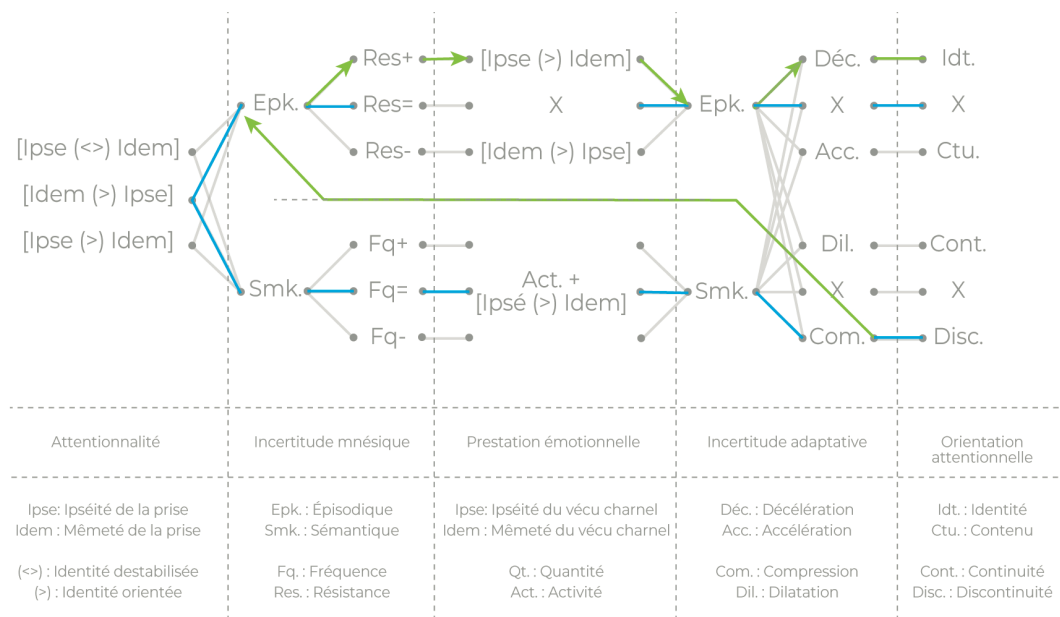 Res+ [Ipse (>) Idem] Déc. Idt.
Epk. Res= X Epk. X X
[Ipse (<>) Idem] Res- [Idem (>) Ipse] Acc. Ctu.
[Idem (>) Ipse]
[Ipse (>) Idem] Fq+ Dil. Cont.
Smk. Fq= Act. + Smk. X X
[Ipsé (>) Idem]
Fq- Com. Disc.
Attentionnalité Incertitude mnésique Prestation émotionnelle Incertitude adaptative Orientation
attentionnelle
Ipse: Ipséité de la prise Epk. : Épisodique Ipse: Ipséité du vécu charnel Déc. : Décélération Idt. : Identité
Idem : Mêmeté de la prise Smk. : Sémantique Idem : Mêmeté du vécu charnel Acc. : Accélération Ctu. : Contenu
(<>) : Identité destabilisée Fq. : Fréquence Qt. : Quantité Com. : Compression Cont. : Continuité
(>) : Identité orientée Res. : Résistance Act. : Activité Dil. : Dilatation Disc. : Discontinuité